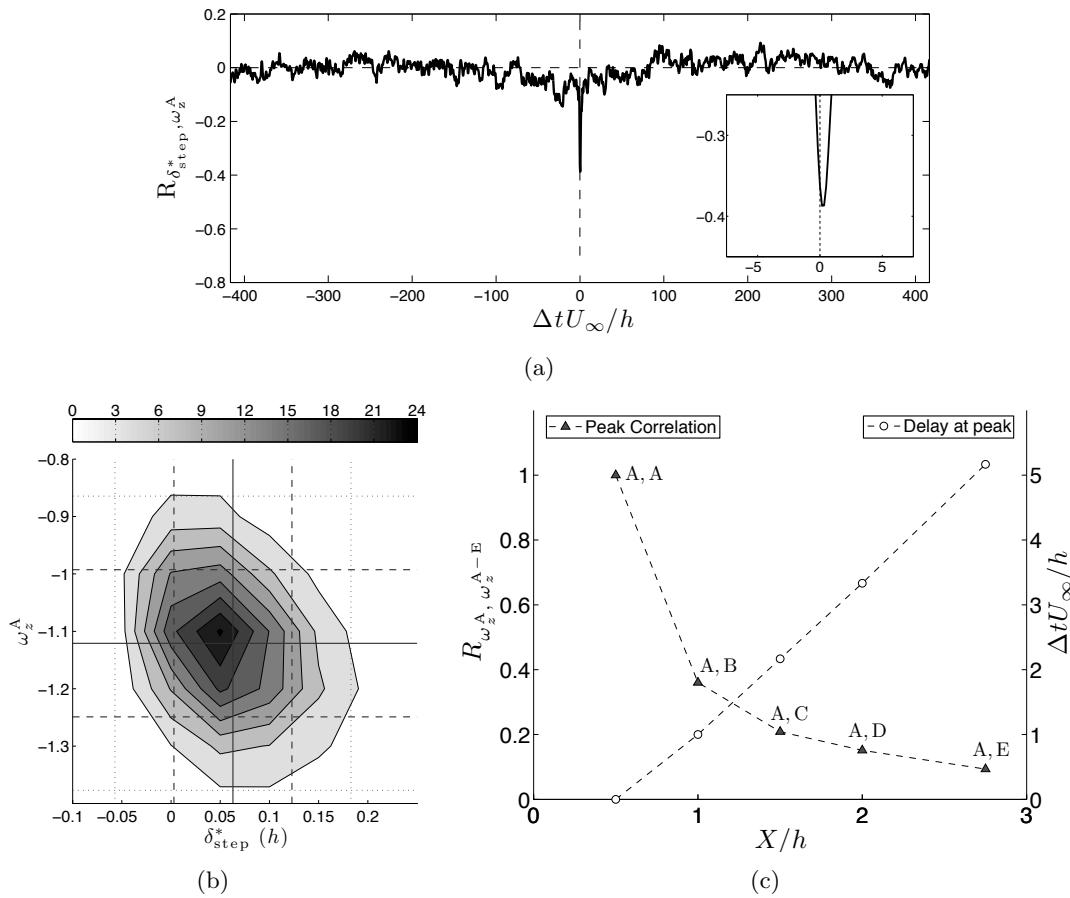 0.2
0
−0.2
−0.4
−0.6
−0.8
R_{δ*_{step}, ω_z^A}
−0.3
−0.4
−5 0 5
−400 −300 −200 −100 0 100 200 300 400
ΔtU_∞/h
(a)
0 3 6 9 12 15 18 21 24
−0.8
−0.9
−1
−1.1
−1.2
−1.3
ω_z^A
−0.1 −0.05 0 0.05 0.1 0.15 0.2
δ*_{step} (h)
(b)
Peak Correlation
Delay at peak
1
0.8
0.6
0.4
0.2
0
R_{ω_z^A, ω_z^{A−E}}
A, A
A, B
A, C
A, D
A, E
5
4
3
2
1
0
ΔtU_∞/h
0 1 2 3
X/h
(c)